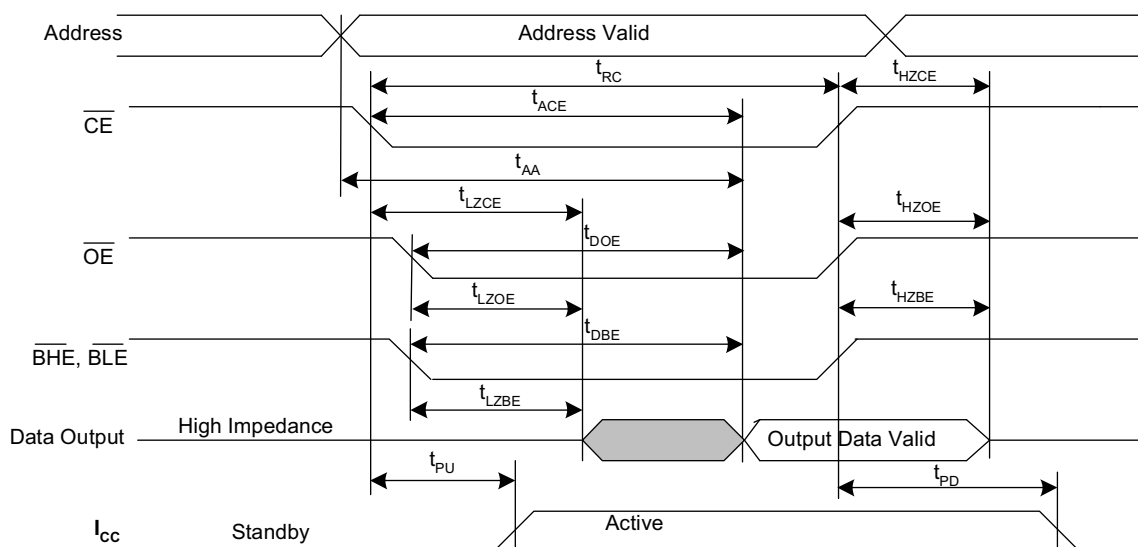 Address
Address Valid
tRC
tHZCE
tACE
CE
tAA
tLZCE
tHZOE
tDOE
OE
tLZOE
tHZBE
tDBE
BHE, BLE
tLZBE
Data Output
High Impedance
Output Data Valid
tPU
tPD
ICC
Standby
Active